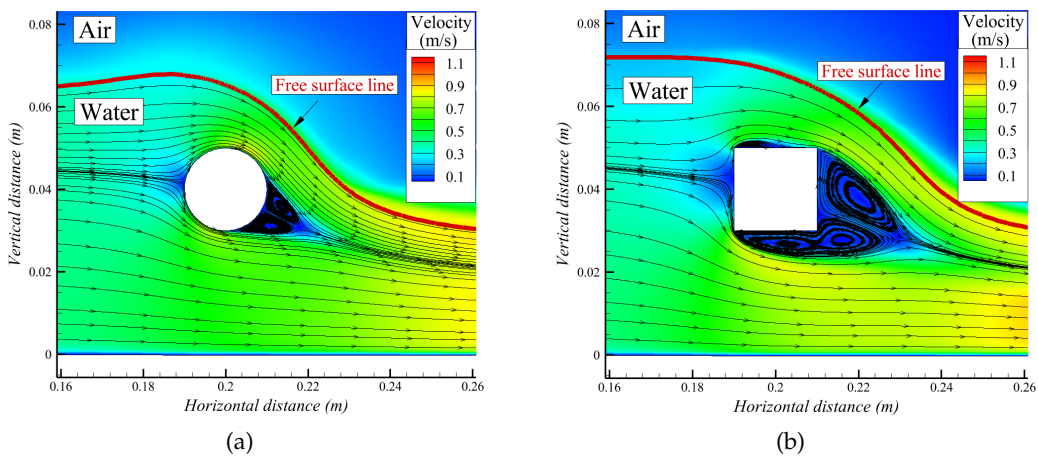 0.08
Air
Velocity
(m/s)
1.1
0.9
0.7
0.5
0.3
0.1
Free surface line
0.06
Water
0.04
0.02
0
Vertical distance (m)
0.16
0.18
0.2
0.22
0.24
0.26
Horizontal distance (m)
(a)
0.08
Air
Velocity
(m/s)
1.1
0.9
0.7
0.5
0.3
0.1
Free surface line
0.06
Water
0.04
0.02
0
Vertical distance (m)
0.16
0.18
0.2
0.22
0.24
0.26
Horizontal distance (m)
(b)